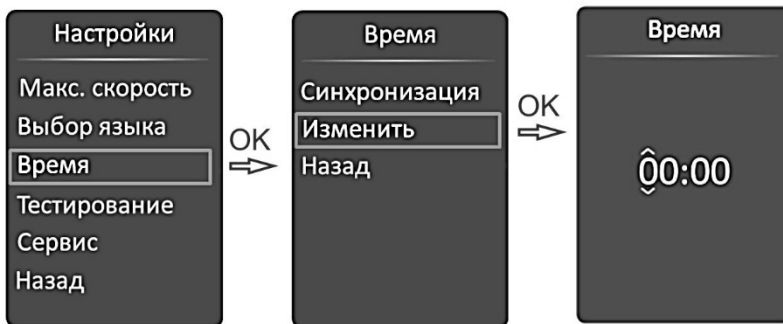 Настройки
Макс. скорость
Выбор языка
Время
Тестирование
Сервис
Назад
OK
Время
Синхронизация
Изменить
Назад
OK
Время
00:00